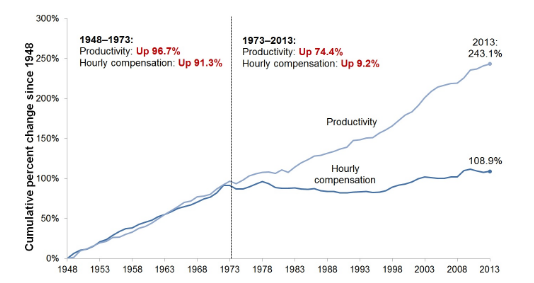 300%
250%
200%
150%
100%
50%
0%
Cumulative percent change since 1948
1948–1973:
Productivity: Up 96.7%
Hourly compensation: Up 91.3%
1973–2013:
Productivity: Up 74.4%
Hourly compensation: Up 9.2%
2013:
243.1%
Productivity
Hourly
compensation
108.9%
1948 1953 1958 1963 1968 1973 1978 1983 1988 1993 1998 2003 2008 2013